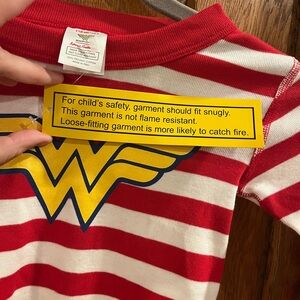 For child's safety, garment should fit snugly.
This garment is not flame resistant.
Loose-fitting garment is more likely to catch fire.